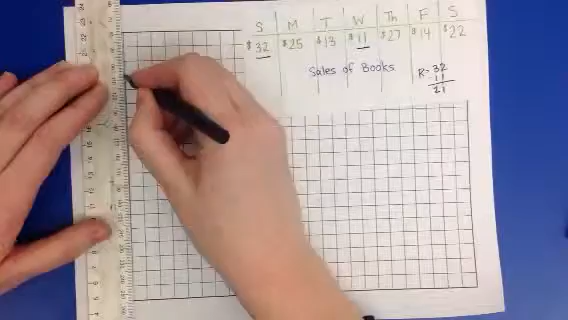 S M T W Th F S
$32 $25 $13 $11 $27 $14 $22
Sales of Books
R= 32
11
21